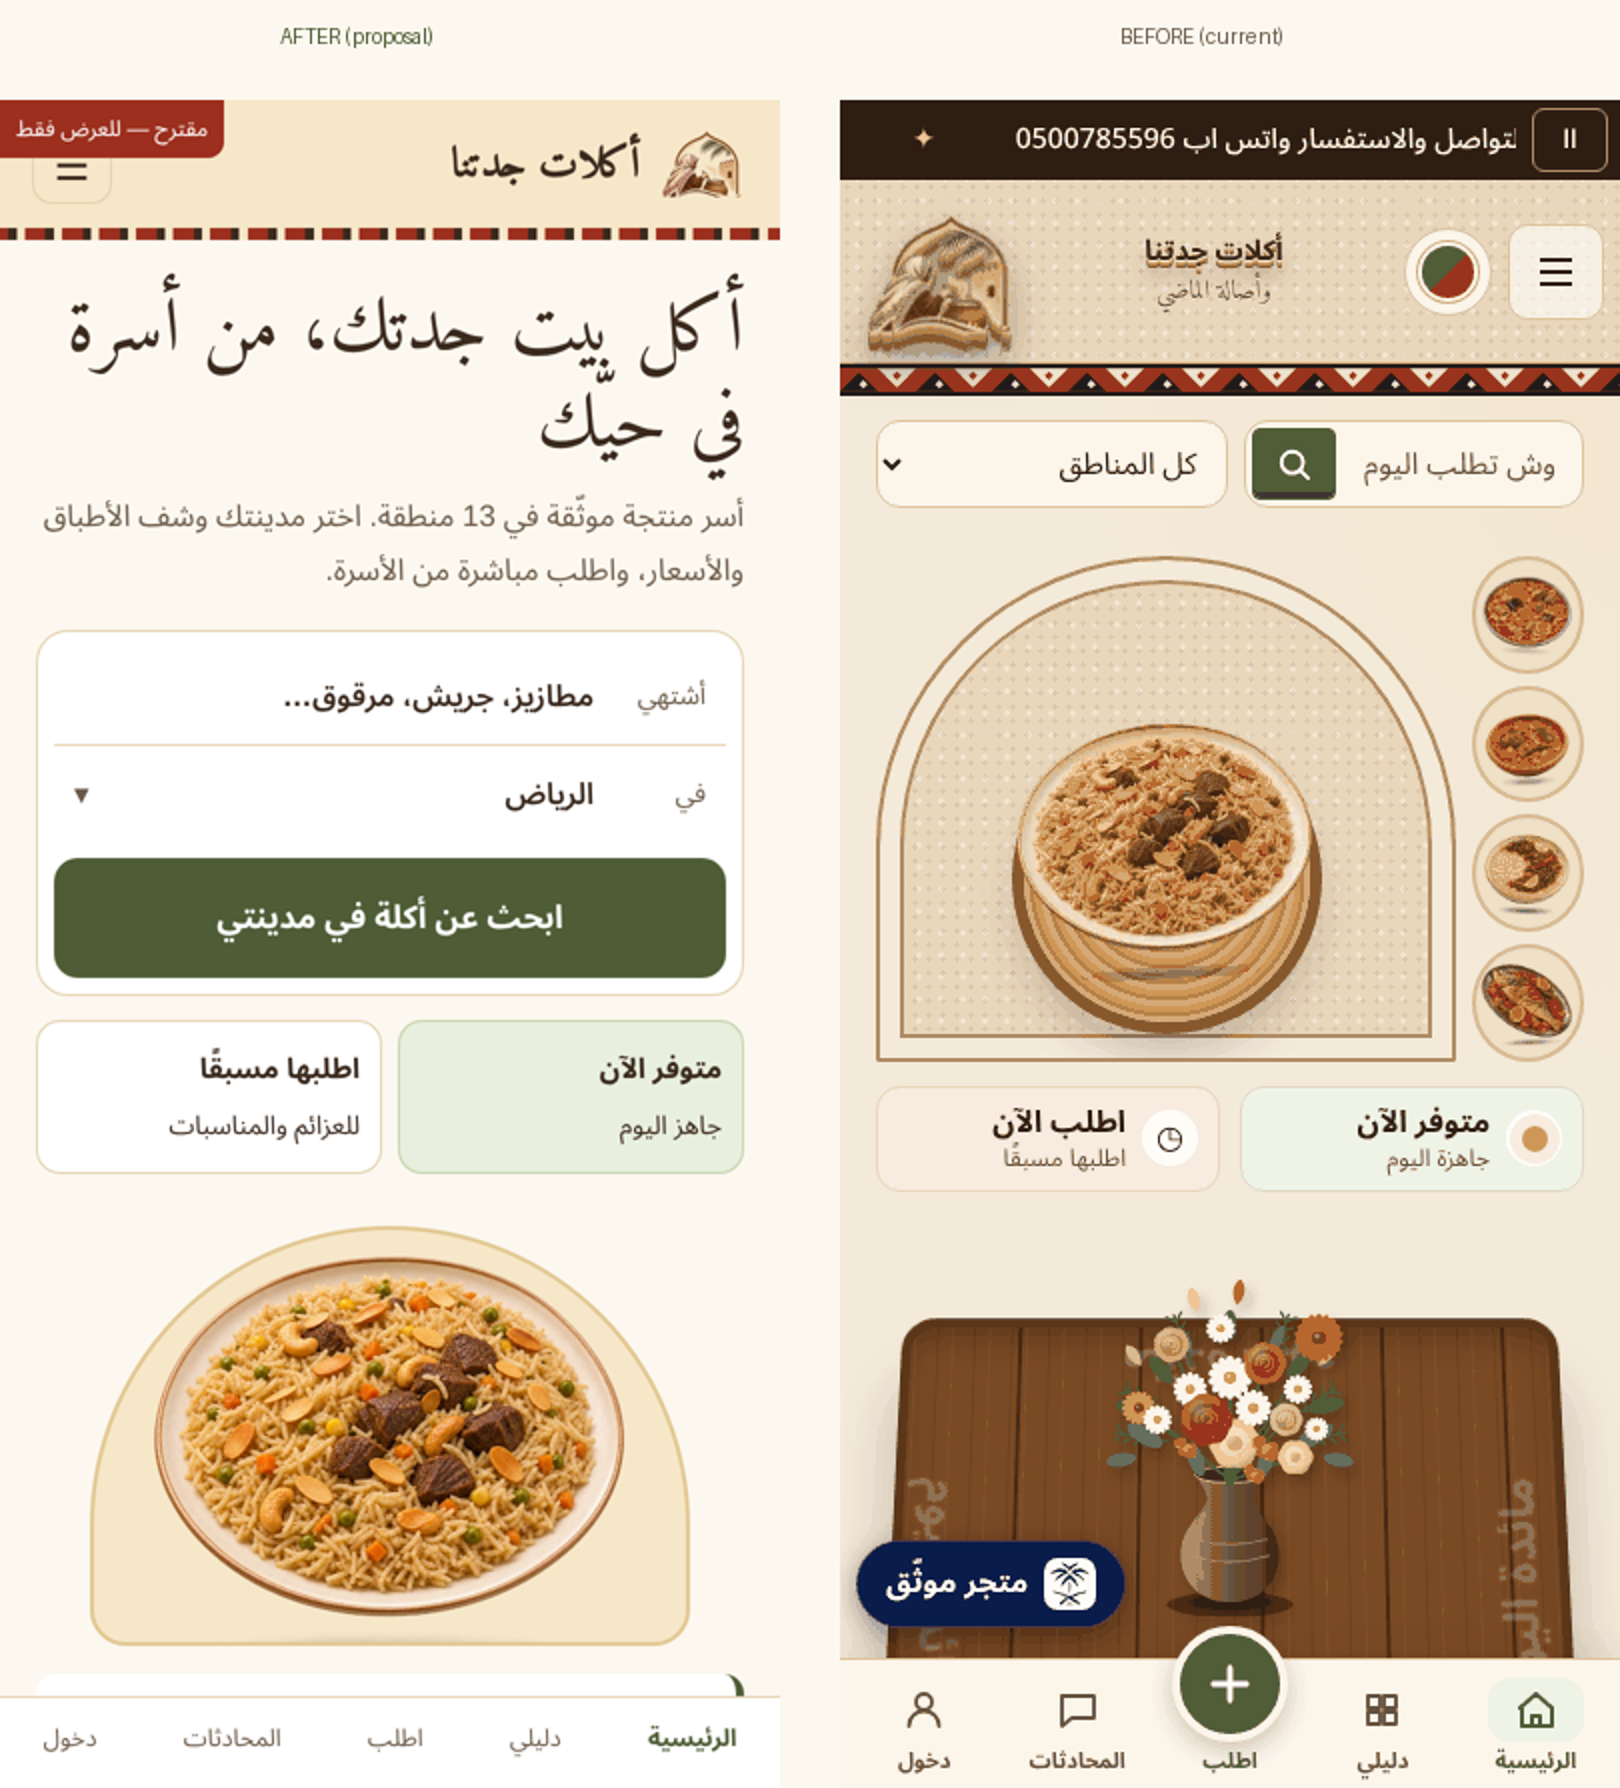 AFTER (proposal)
مقترح — للعرض فقط
أكلات جدتنا
أكل بيت جدتك، من أسرة
في حيّك
أسر منتجة موثّقة في 13 منطقة. اختر مدينتك وشف الأطباق
والأسعار، واطلب مباشرة من الأسرة.
أشتهي
مطازيز، جريش، مرقوق...
في
الرياض
ابحث عن أكلة في مدينتي
متوفر الآن
جاهز اليوم
اطلبها مسبقًا
للعزائم والمناسبات
الرئيسية
دليلي
اطلب
المحادثات
دخول
BEFORE (current)
لتواصل والاستفسار واتس اب 0500785596
أكلات جدتنا
وأصالة الماضي
وش تطلب اليوم
كل المناطق
متوفر الآن
جاهزة اليوم
اطلب الآن
اطلبها مسبقًا
مائدة
متجر موثّق
الرئيسية
دليلي
اطلب
المحادثات
دخول